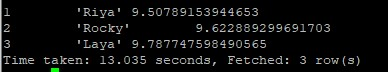 1 'Riya' 9.50789153944653
2 'Rocky' 9.622889299691703
3 'Laya' 9.787747598490565
Time taken: 13.035 seconds, Fetched: 3 row(s)